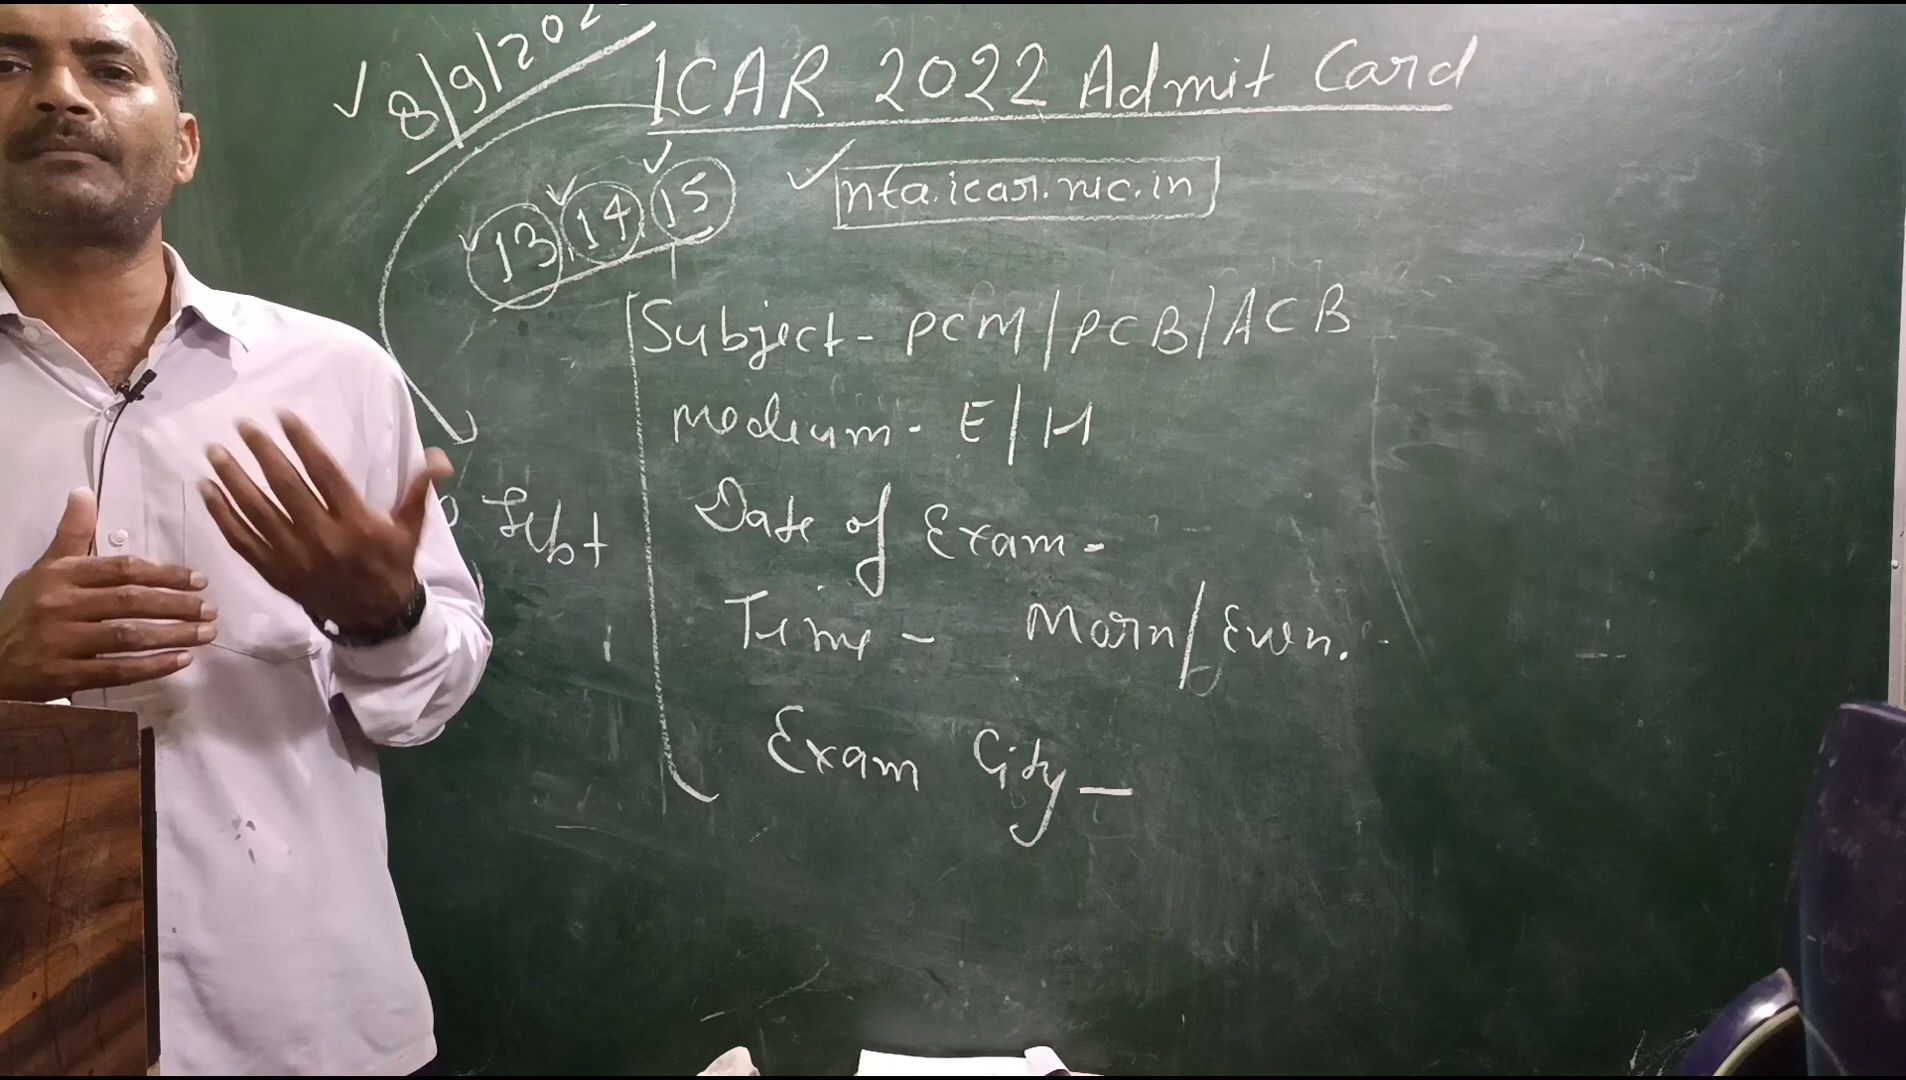 8/9/202
ICAR 2022 Admit Card
13, 14, 15
nta.icar.nic.in
Subject - PCM/PCB/ACB
Medium - E/H
Date of Exam -
Time - Morn/Even.
Exam City -